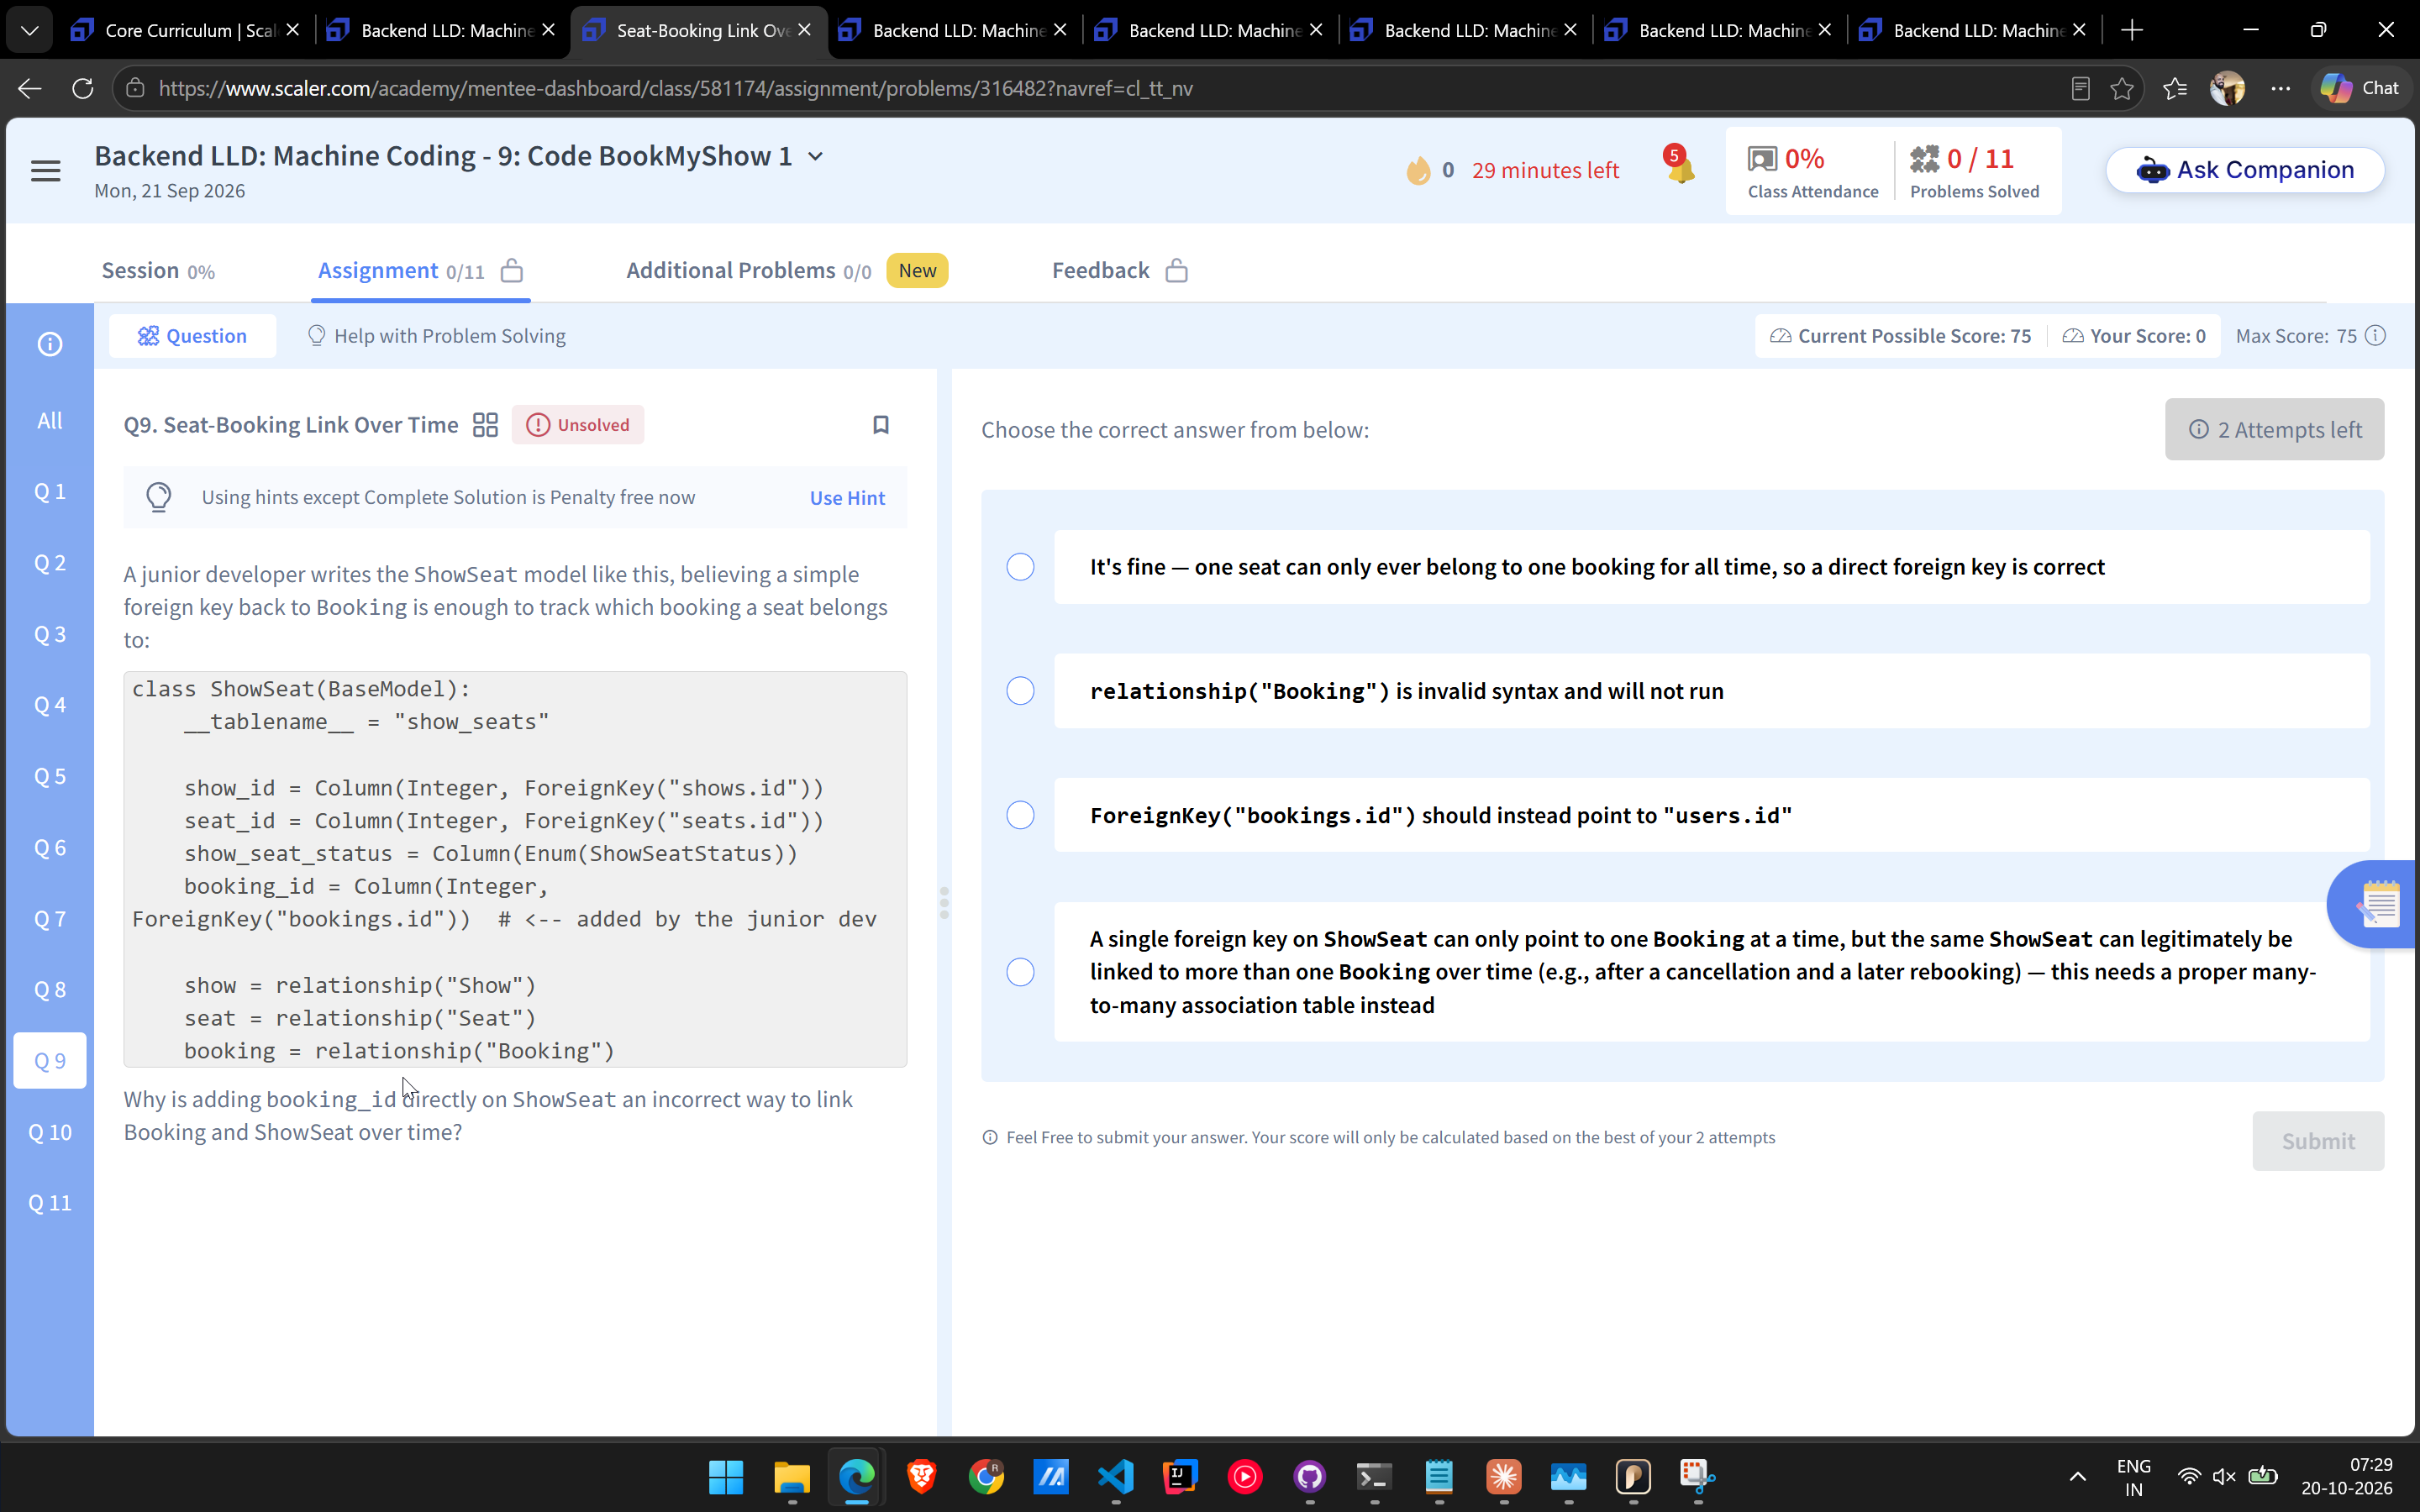 Core Curriculum | Scal
Backend LLD: Machine
Seat-Booking Link Ove
Backend LLD: Machine
Backend LLD: Machine
Backend LLD: Machine
Backend LLD: Machine
Backend LLD: Machine
https://www.scaler.com/academy/mentee-dashboard/class/581174/assignment/problems/316482?navref=cl_tt_nv
Chat
Backend LLD: Machine Coding - 9: Code BookMyShow 1
Mon, 21 Sep 2026
0
29 minutes left
5
0%
Class Attendance
0 / 11
Problems Solved
Ask Companion
Session 0%
Assignment 0/11
Additional Problems 0/0
New
Feedback
Question
Help with Problem Solving
Current Possible Score: 75
Your Score: 0
Max Score: 75
All
Q 1
Q 2
Q 3
Q 4
Q 5
Q 6
Q 7
Q 8
Q 9
Q 10
Q 11
Q9. Seat-Booking Link Over Time
Unsolved
Using hints except Complete Solution is Penalty free now
Use Hint
A junior developer writes the ShowSeat model like this, believing a simple
foreign key back to Booking is enough to track which booking a seat belongs
to:
class ShowSeat(BaseModel):
    __tablename__ = "show_seats"
    show_id = Column(Integer, ForeignKey("shows.id"))
    seat_id = Column(Integer, ForeignKey("seats.id"))
    show_seat_status = Column(Enum(ShowSeatStatus))
    booking_id = Column(Integer,
ForeignKey("bookings.id"))  # <-- added by the junior dev
    show = relationship("Show")
    seat = relationship("Seat")
    booking = relationship("Booking")
Why is adding booking_id directly on ShowSeat an incorrect way to link
Booking and ShowSeat over time?
Choose the correct answer from below:
2 Attempts left
It's fine — one seat can only ever belong to one booking for all time, so a direct foreign key is correct
relationship("Booking") is invalid syntax and will not run
ForeignKey("bookings.id") should instead point to "users.id"
A single foreign key on ShowSeat can only point to one Booking at a time, but the same ShowSeat can legitimately be
linked to more than one Booking over time (e.g., after a cancellation and a later rebooking) — this needs a proper many-
to-many association table instead
Feel Free to submit your answer. Your score will only be calculated based on the best of your 2 attempts
Submit
R
IJ
ENG
IN
07:29
20-10-2026